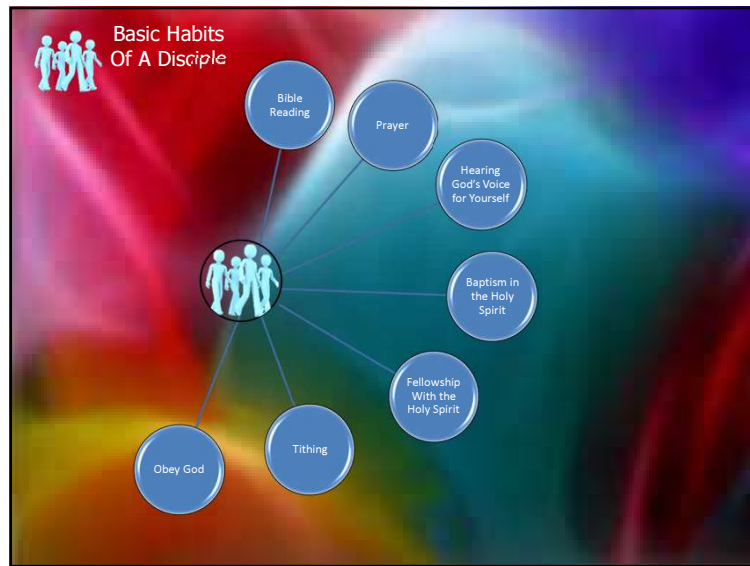 Basic Habits
Of A Disciple
Bible
Reading
Prayer
Hearing
God's Voice
for Yourself
Baptism in
the Holy
Spirit
Fellowship
With the
Holy Spirit
Tithing
Obey God